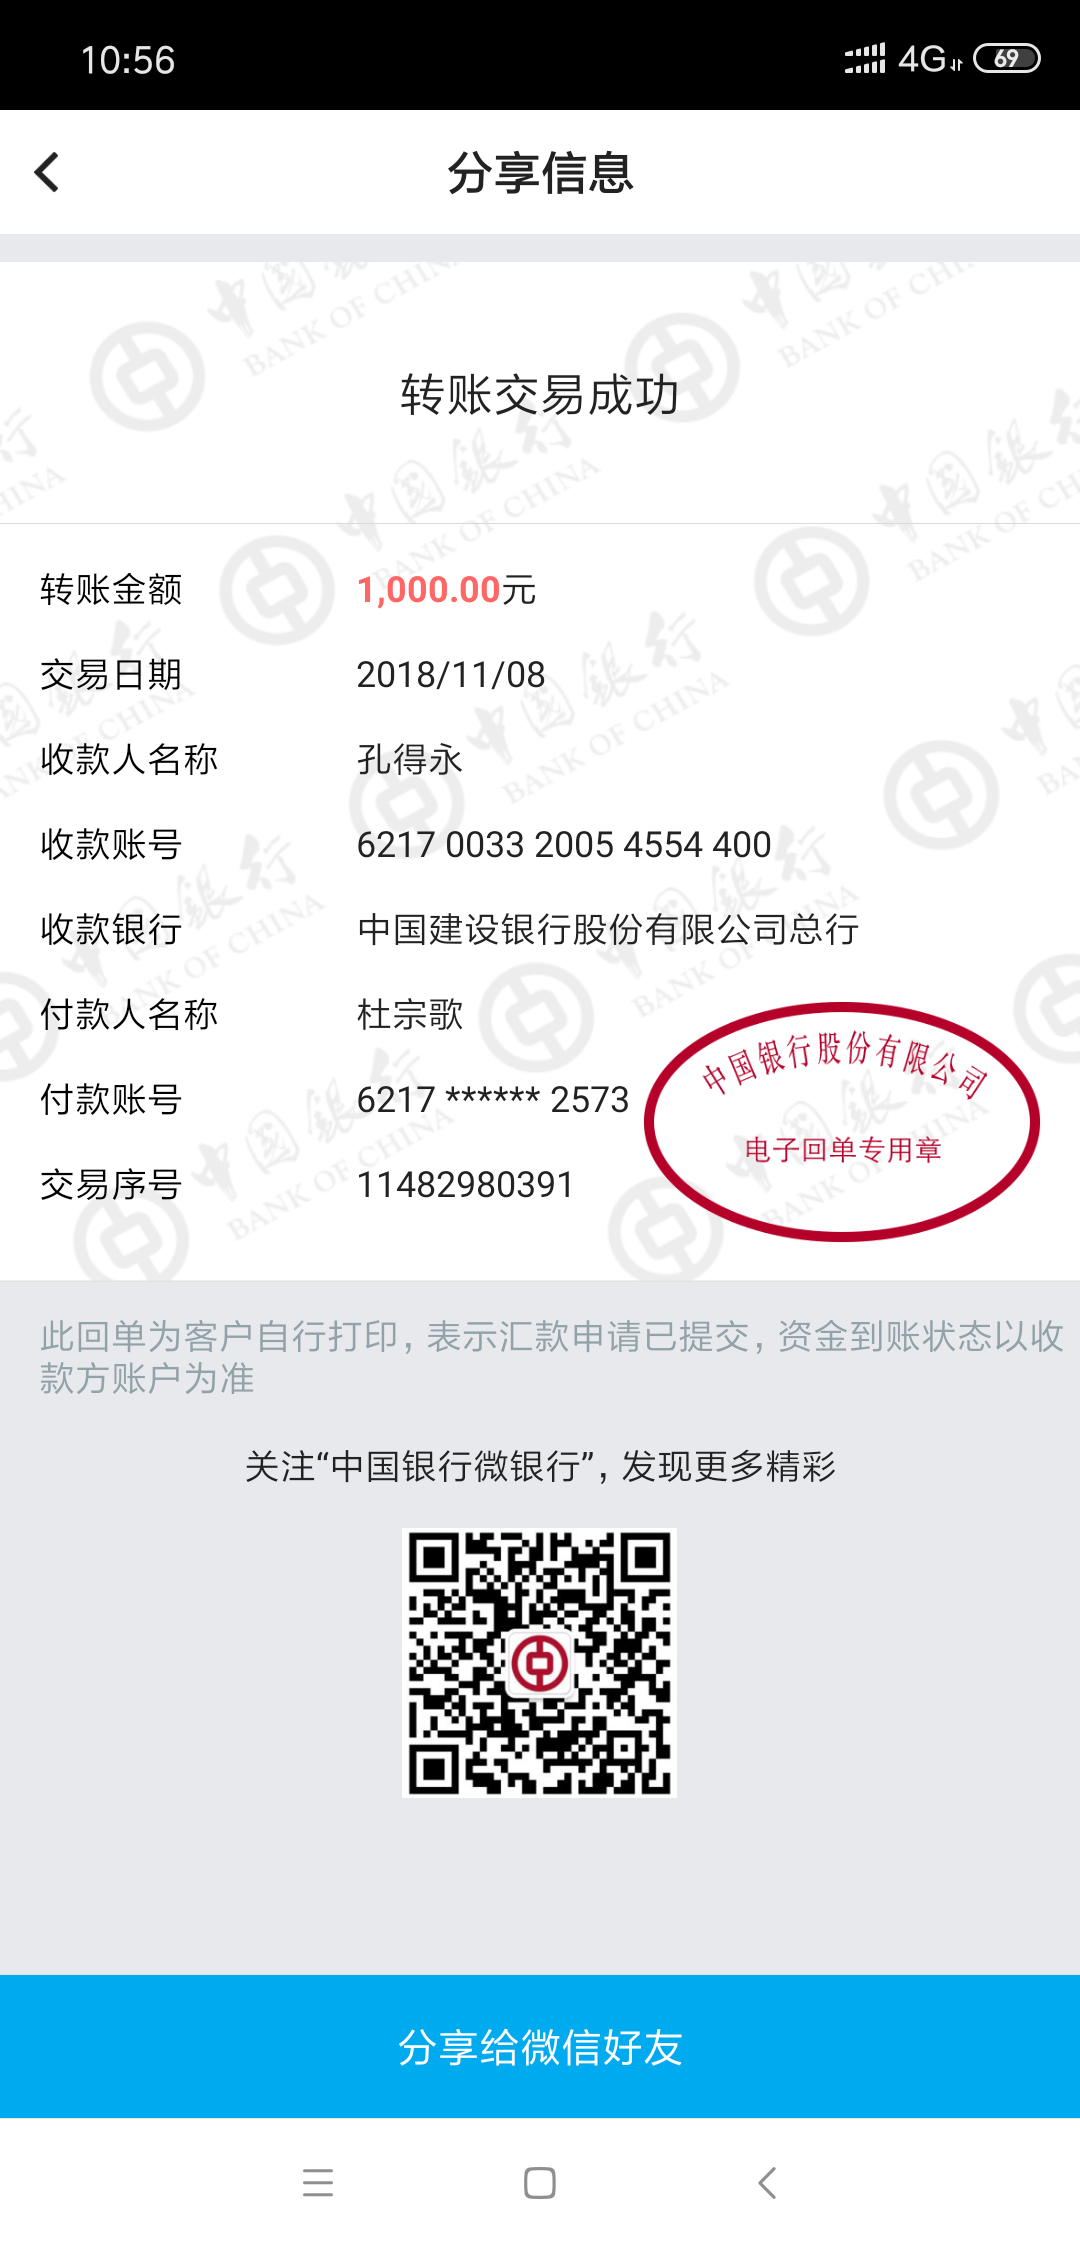 10:56
4G 69
分享信息
转账交易成功
转账金额 1,000.00元
交易日期 2018/11/08
收款人名称 孔得永
收款账号 6217 0033 2005 4554 400
收款银行 中国建设银行股份有限公司总行
付款人名称 杜宗歌
付款账号 6217 ****** 2573
交易序号 11482980391
中国银行股份有限公司
电子回单专用章
此回单为客户自行打印,表示汇款申请已提交,资金到账状态以收
款方账户为准
关注“中国银行微银行”,发现更多精彩
分享给微信好友
中国银行
BANK OF CHINA